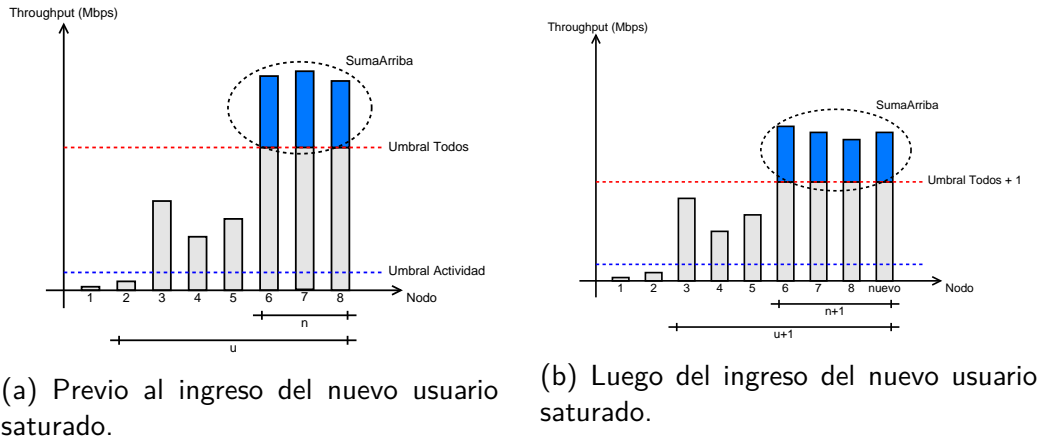 Throughput (Mbps)
SumaArriba
Umbral Todos
Umbral Actividad
1 2 3 4 5 6 7 8 Nodo
n
u
(a) Previo al ingreso del nuevo usuario
saturado.
Throughput (Mbps)
SumaArriba
Umbral Todos + 1
1 2 3 4 5 6 7 8 nuevo Nodo
n+1
u+1
(b) Luego del ingreso del nuevo usuario
saturado.